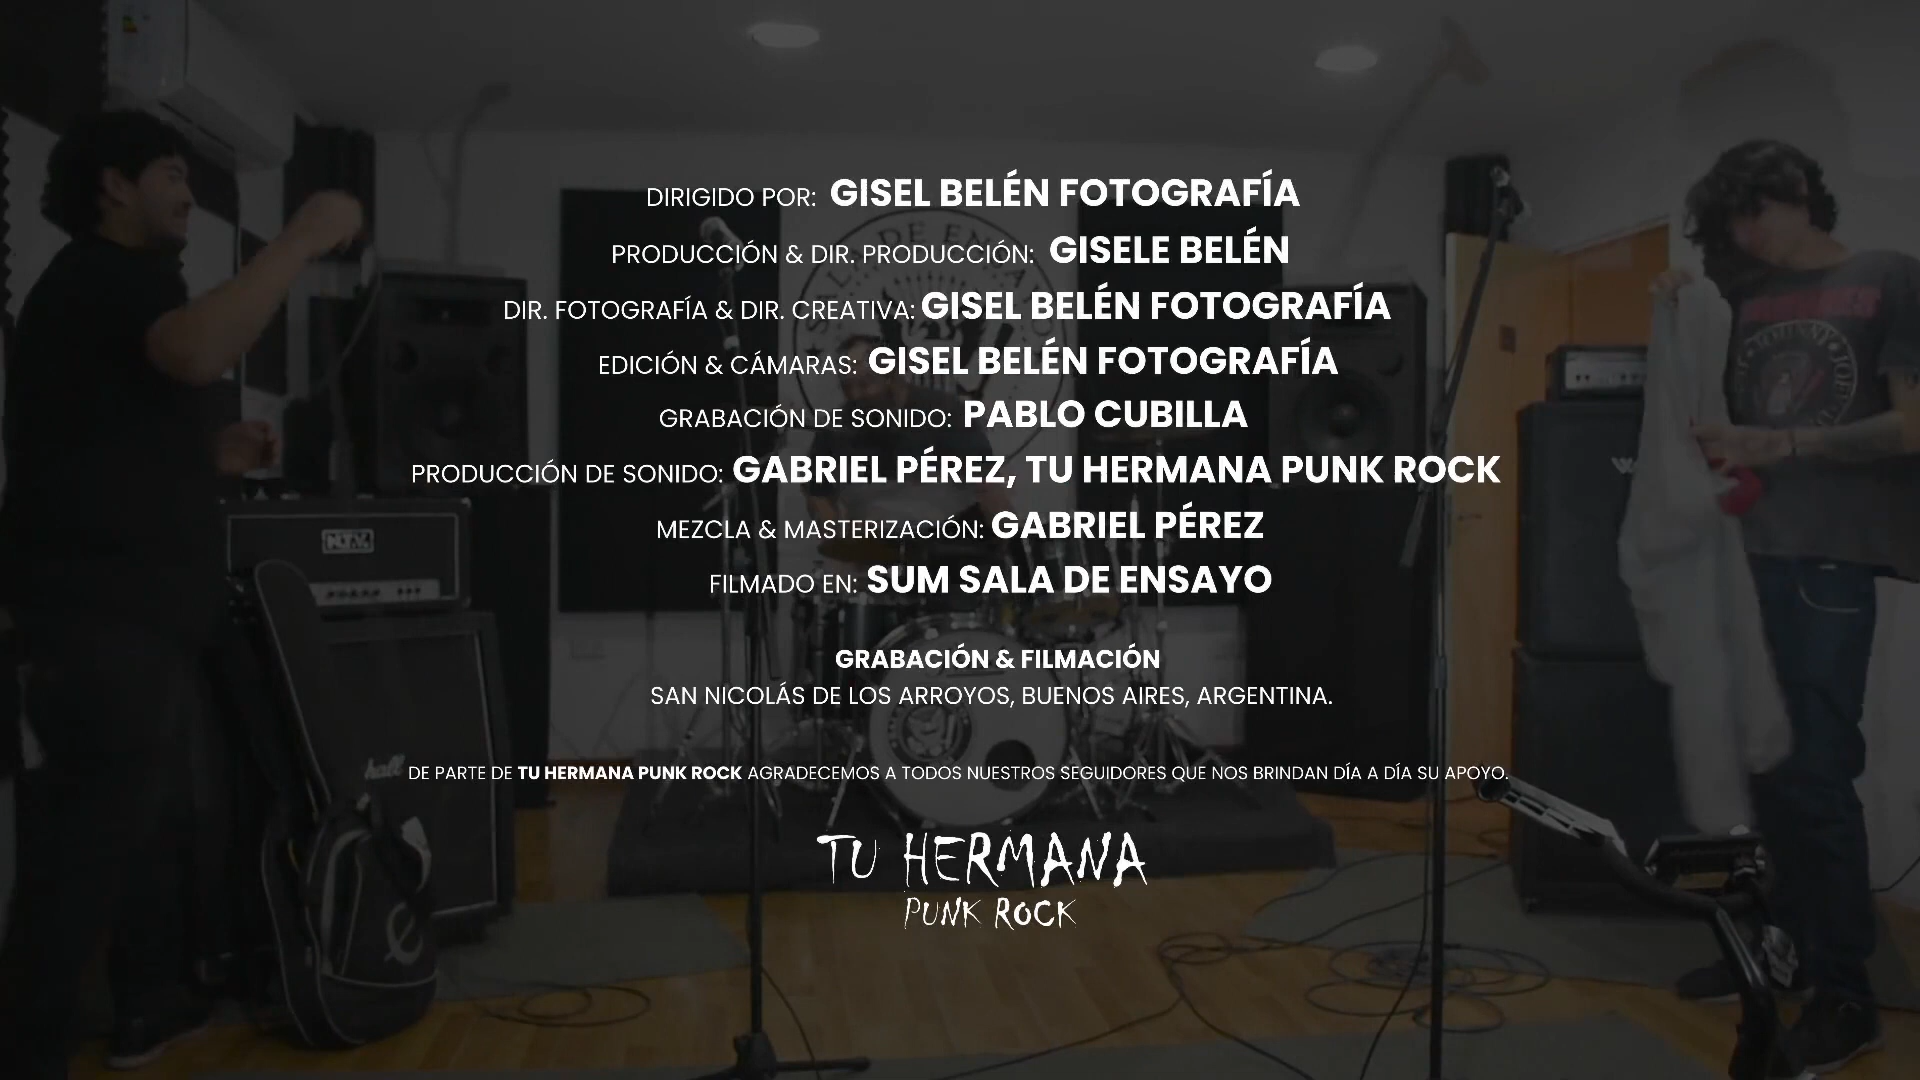 DIRIGIDO POR: GISEL BELÉN FOTOGRAFÍA
PRODUCCIÓN & DIR. PRODUCCIÓN: GISELE BELÉN
DIR. FOTOGRAFÍA & DIR. CREATIVA: GISEL BELÉN FOTOGRAFÍA
EDICIÓN & CÁMARAS: GISEL BELÉN FOTOGRAFÍA
GRABACIÓN DE SONIDO: PABLO CUBILLA
PRODUCCIÓN DE SONIDO: GABRIEL PÉREZ, TU HERMANA PUNK ROCK
MEZCLA & MASTERIZACIÓN: GABRIEL PÉREZ
FILMADO EN: SUM SALA DE ENSAYO
GRABACIÓN & FILMACIÓN
SAN NICOLÁS DE LOS ARROYOS, BUENOS AIRES, ARGENTINA.
DE PARTE DE TU HERMANA PUNK ROCK AGRADECEMOS A TODOS NUESTROS SEGUIDORES QUE NOS BRINDAN DÍA A DÍA SU APOYO.
TU HERMANA
PUNK ROCK